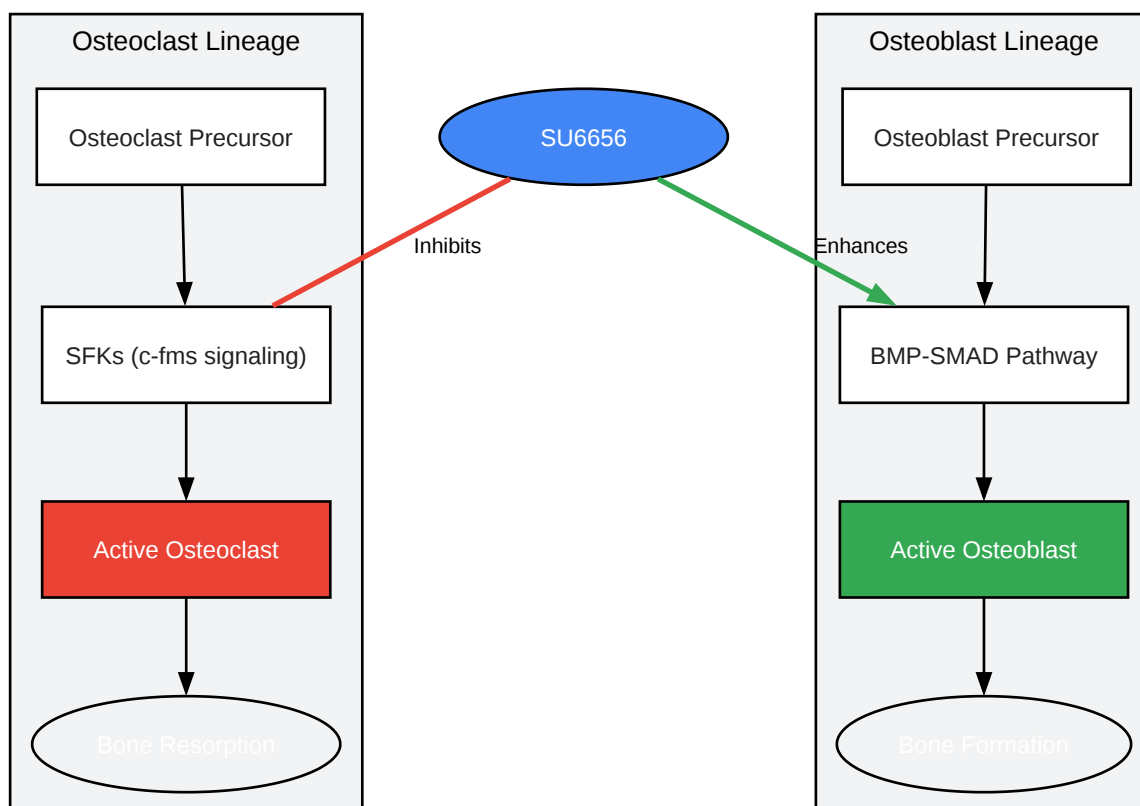 Osteoclast Lineage
Osteoblast Lineage
Osteoclast Precursor
SU6656
Osteoblast Precursor
Inhibits
Enhances
SFKs (c-fms signaling)
BMP-SMAD Pathway
Active Osteoclast
Active Osteoblast
Bone Resorption
Bone Formation